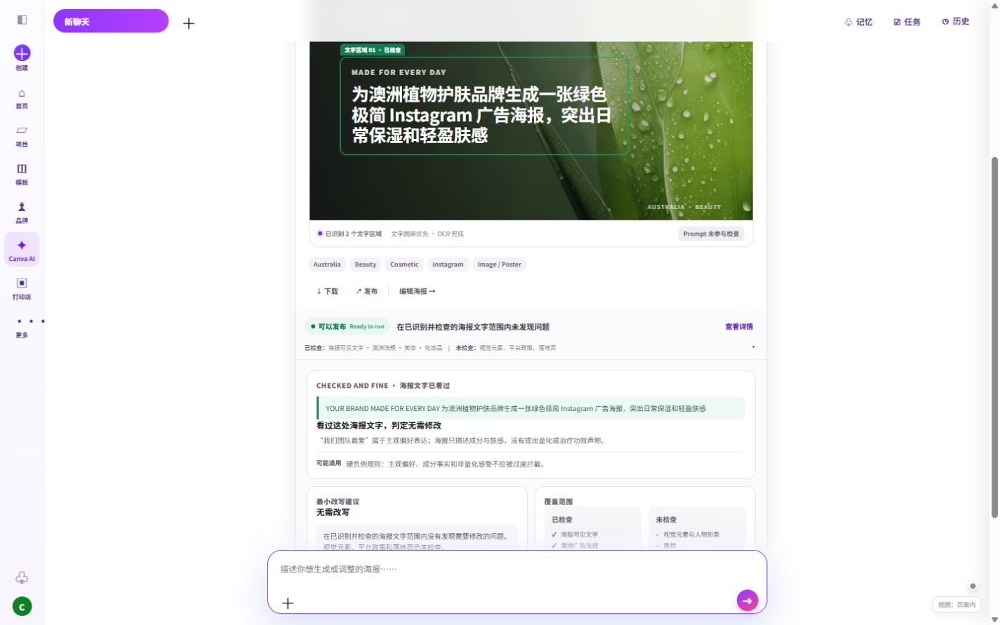 新聊天
记忆
任务
历史
创建
首页
项目
模板
品牌
Canva AI
打印店
更多
C
文字区域 01 · 已检查
MADE FOR EVERY DAY
为澳洲植物护肤品牌生成一张绿色
极简 Instagram 广告海报，突出日
常保湿和轻盈肤感
AUSTRALIA · BEAUTY
已识别 2 个文字区域 文字图层优先 · OCR 兜底
Prompt 未参与检查
Australia
Beauty
Cosmetic
Instagram
Image / Poster
↓ 下载
↗ 发布
编辑海报 →
可以发布 Ready to run
在已识别并检查的海报文字范围内未发现问题
查看详情
已检查：海报可见文字 · 澳洲法规 · 美妆 · 化妆品 | 未检查：视觉元素、平台政策、落地页
CHECKED AND FINE · 海报文字已看过
YOUR BRAND MADE FOR EVERY DAY 为澳洲植物护肤品牌生成一张绿色极简 Instagram 广告海报，突出日常保湿和轻盈肤感
看过这处海报文字，判定无需修改
“我们团队最爱”属于主观偏好表达；海报只描述成分与肤感，没有提出量化或治疗功效声称。
可能适用 硬负例规则：主观偏好、成分事实和非量化感受不应被过度拦截。
最小改写建议
无需改写
在已识别并检查的海报文字范围内没有发现需要修改的问题。
视觉元素、平台政策和落地页仍未检查。
覆盖范围
已检查
✓ 海报可见文字
✓ 澳洲广告法规
未检查
– 视觉元素与人物形象
– 商标
描述你想生成或调整的海报……
视图：页面内